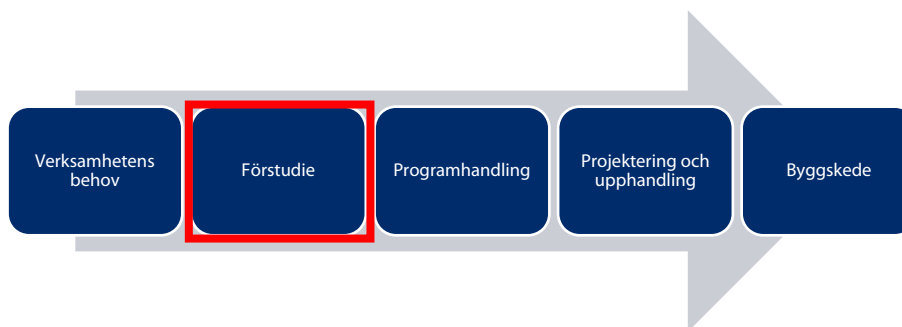 Verksamhetens
behov
Förstudie
Programhandling
Projektering och
upphandling
Byggskede